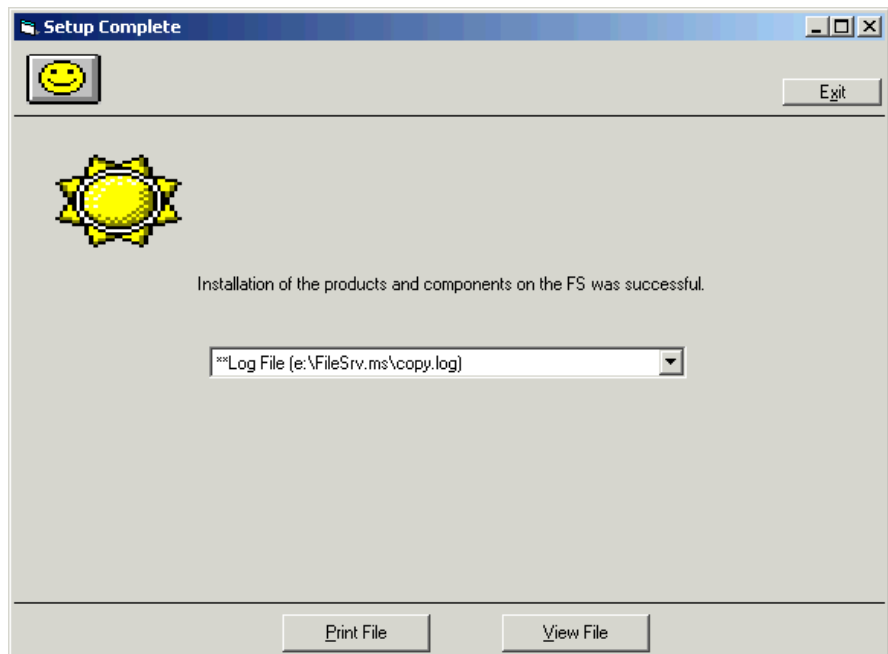 Setup Complete
Exit
Installation of the products and components on the FS was successful.
**Log File (e:\FileSrv.ms\copy.log)
Print File
View File